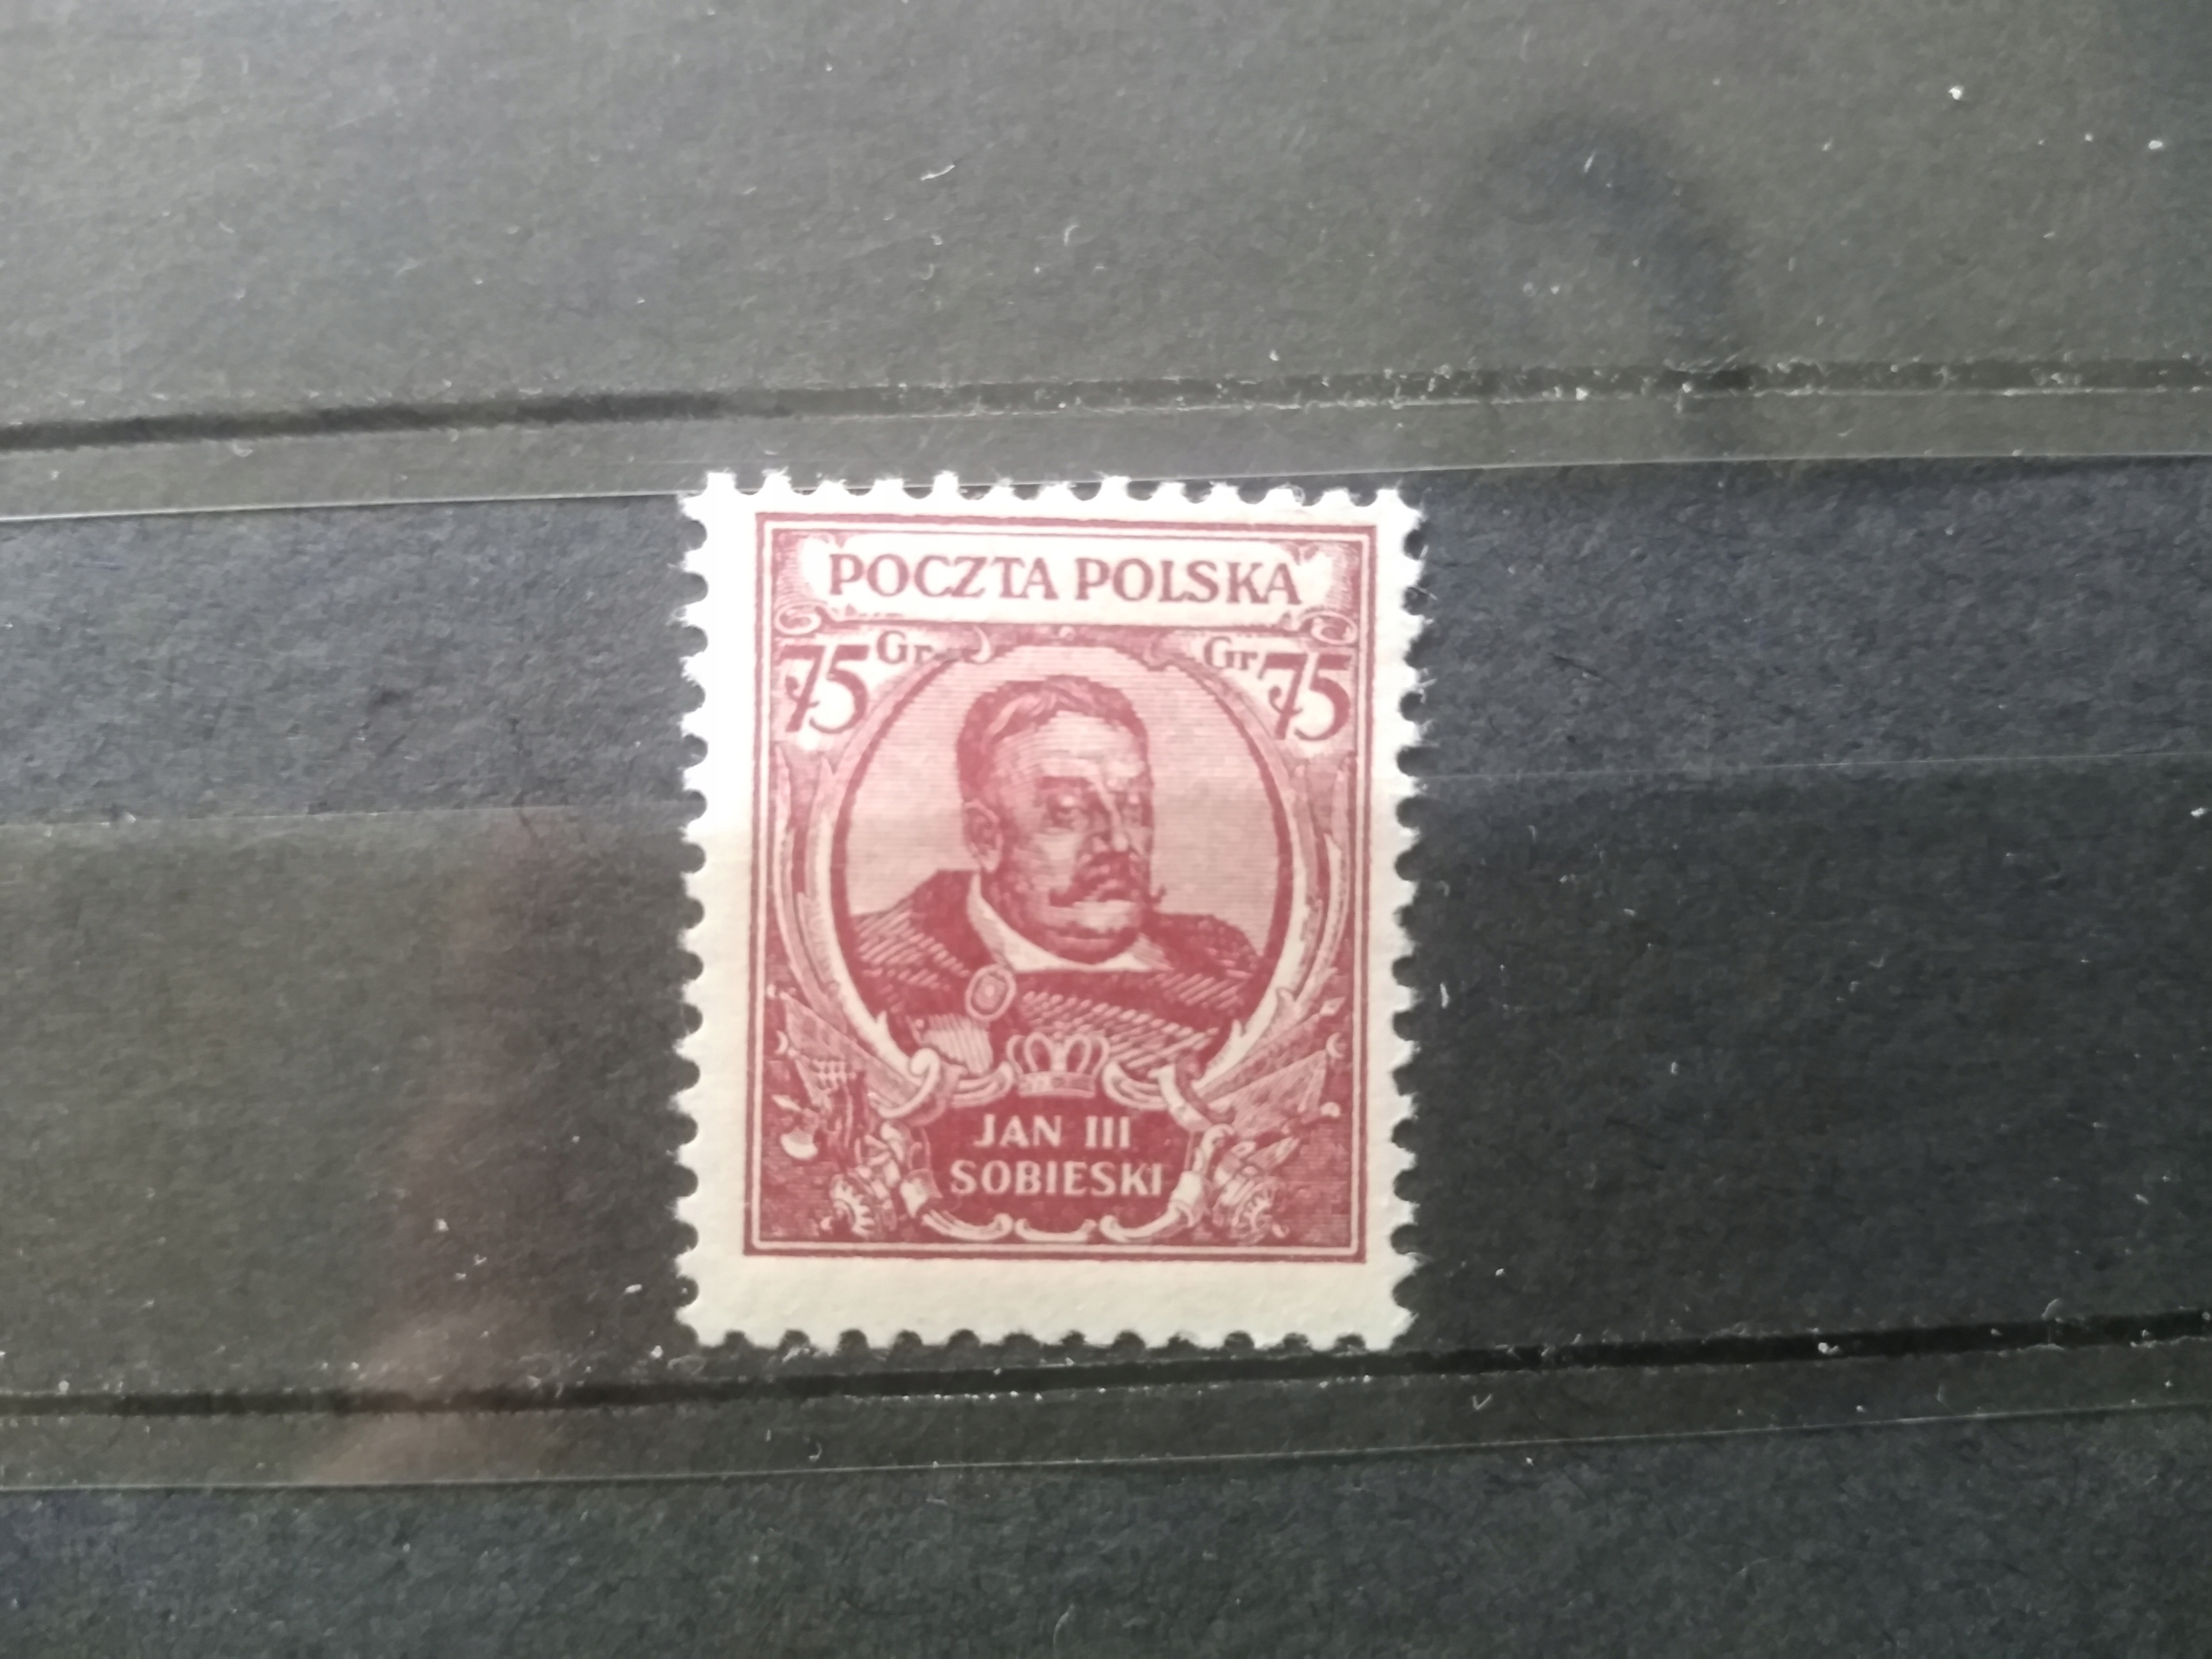 POCZTA POLSKA
75 Gr Gr 75
JAN III
SOBIESKI